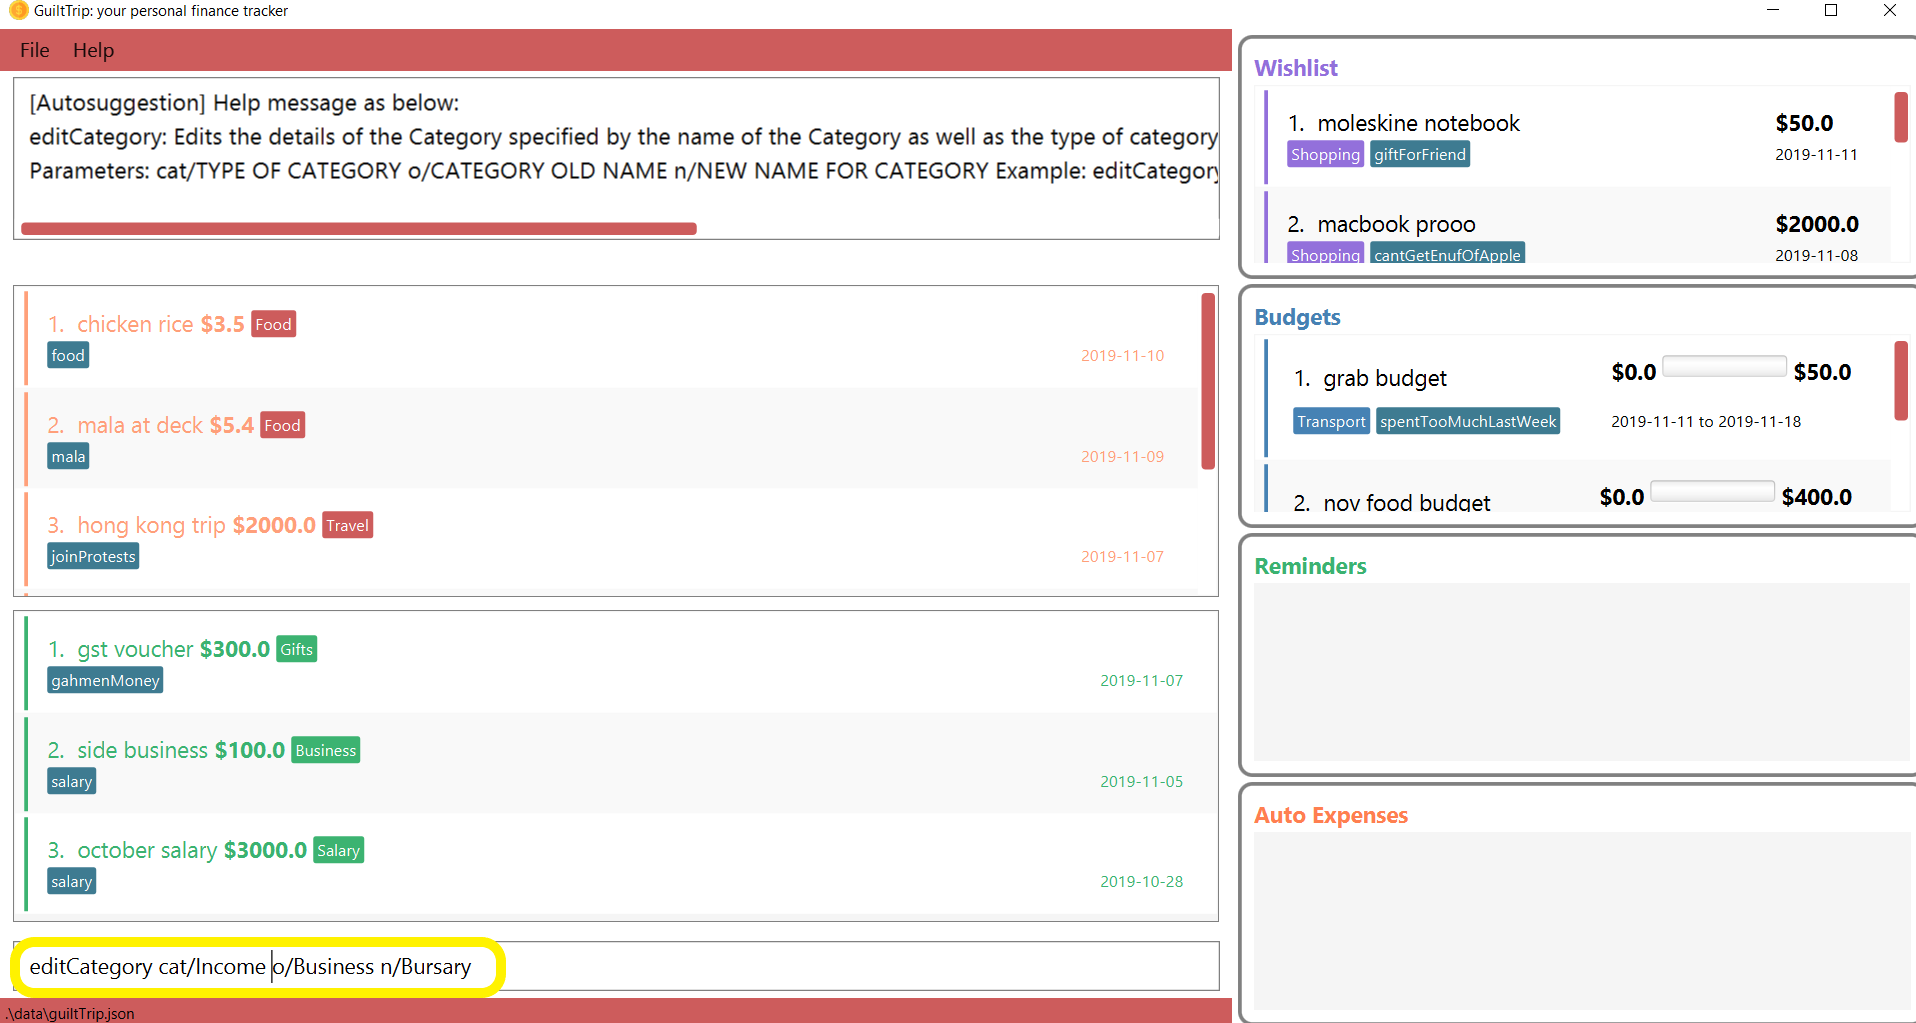 GuiltTrip: your personal finance tracker
File Help
[Autosuggestion] Help message as below:
editCategory: Edits the details of the Category specified by the name of the Category as well as the type of category
Parameters: cat/TYPE OF CATEGORY o/CATEGORY OLD NAME n/NEW NAME FOR CATEGORY Example: editCategory
1. chicken rice $3.5 Food
food
2019-11-10
2. mala at deck $5.4 Food
mala
2019-11-09
3. hong kong trip $2000.0 Travel
joinProtests
2019-11-07
1. gst voucher $300.0 Gifts
gahmenMoney
2019-11-07
2. side business $100.0 Business
salary
2019-11-05
3. october salary $3000.0 Salary
salary
2019-10-28
editCategory cat/Income o/Business n/Bursary
.\data\guiltTrip.json
Wishlist
1. moleskine notebook $50.0
Shopping giftForFriend 2019-11-11
2. macbook prooo $2000.0
Shopping cantGetEnufOfApple 2019-11-08
Budgets
1. grab budget $0.0 $50.0
Transport spentTooMuchLastWeek 2019-11-11 to 2019-11-18
2. nov food budget $0.0 $400.0
Reminders
Auto Expenses